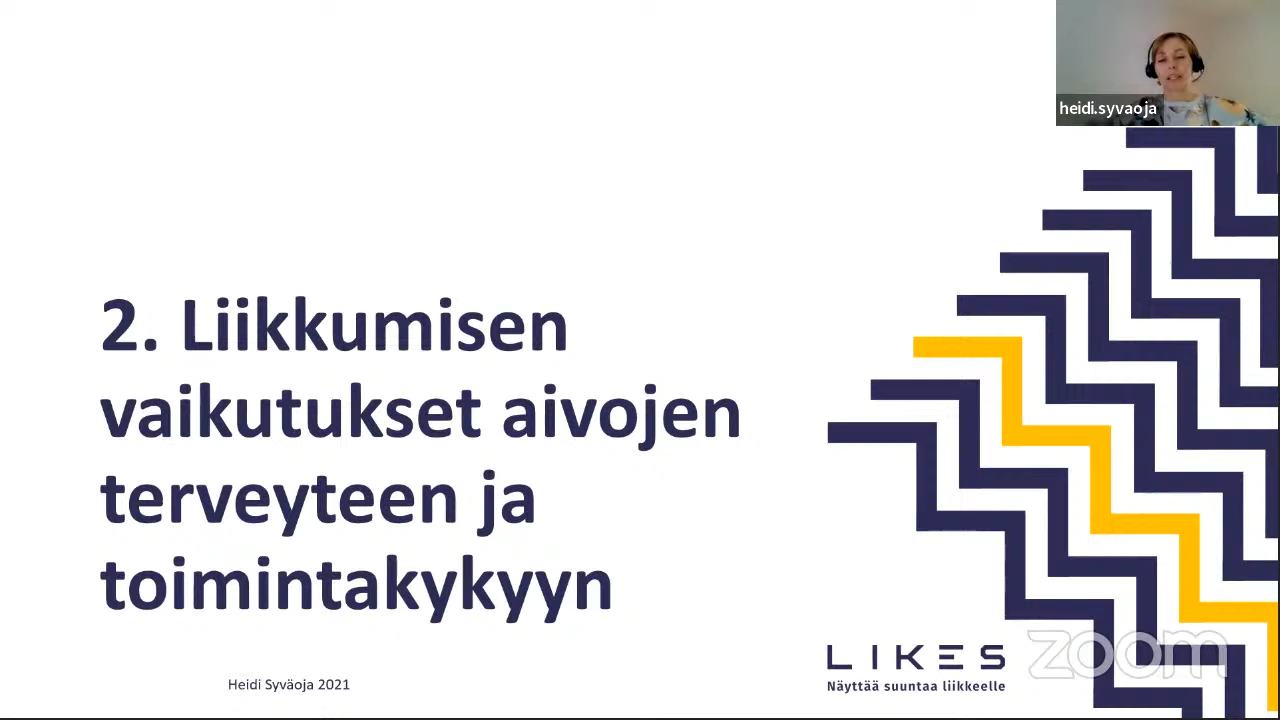 heidi.syvaoja
2. Liikkumisen
vaikutukset aivojen
terveyteen ja
toimintakykyyn
Heidi Syväoja 2021
LIKES
Näyttää suuntaa liikkeelle
zoom